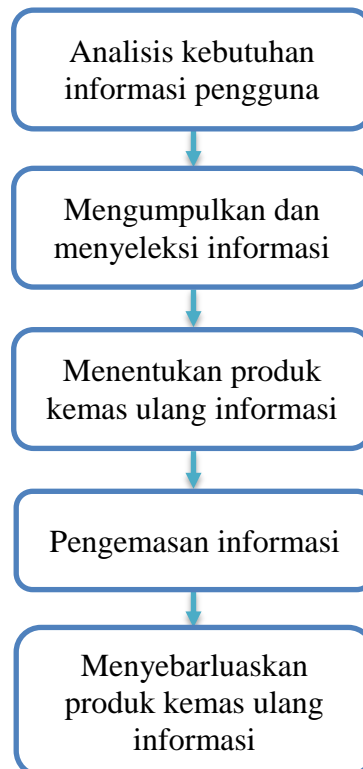 Analisis kebutuhan
informasi pengguna
Mengumpulkan dan
menyeleksi informasi
Menentukan produk
kemas ulang informasi
Pengemasan informasi
Menyebarluaskan
produk kemas ulang
informasi